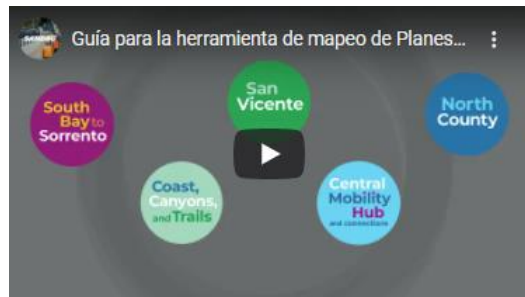 Guía para la herramienta de mapeo de Planes...
South
Bay to
Sorrento
San
Vicente
North
County
Coast,
Canyons,
and Trails
Central
Mobility
Hub
and connections